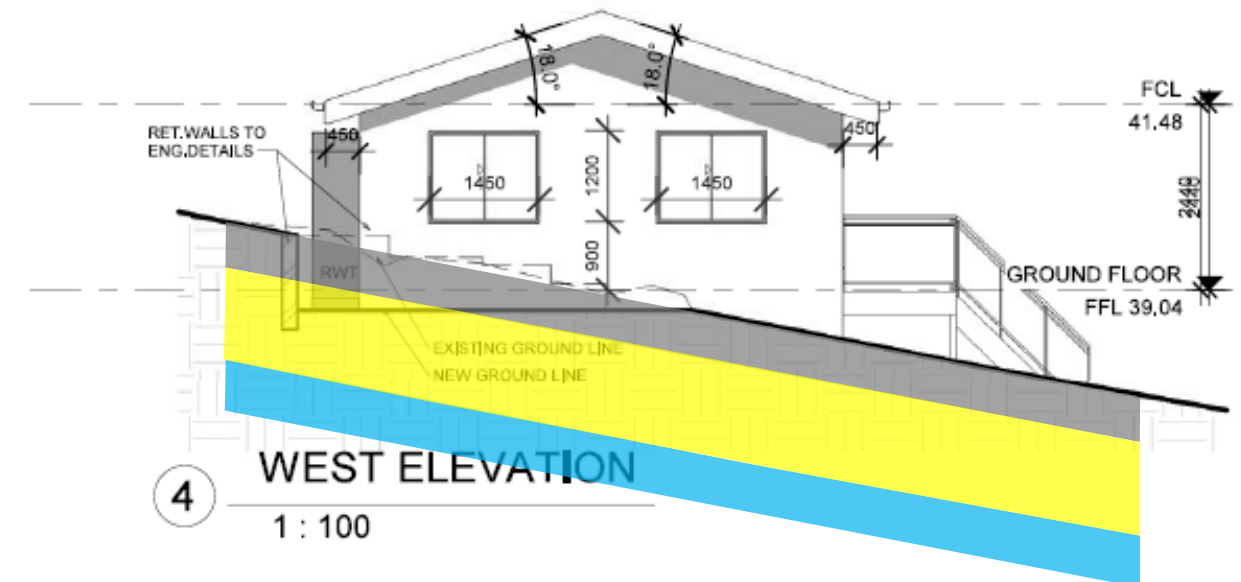 18.0°
18.0°
FCL
41.48
RET.WALLS TO
ENG.DETAILS
450
450
1450
1450
1200
900
RWT
GROUND FLOOR
FFL 39.04
EXISTING GROUND LINE
NEW GROUND LINE
4
WEST ELEVATION
1 : 100